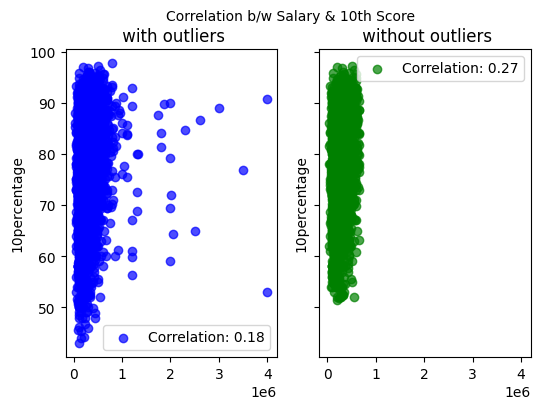 Correlation b/w Salary & 10th Score
with outliers
without outliers
10percentage
100
90
80
70
60
50
Correlation: 0.18
0
1
2
3
4
1e6
10percentage
Correlation: 0.27
0
1
2
3
4
1e6